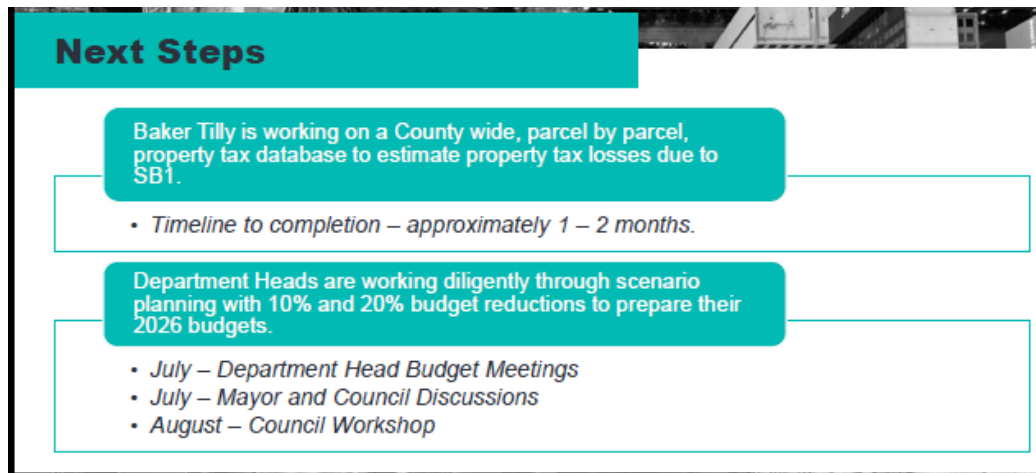 Next Steps
Baker Tilly is working on a County wide, parcel by parcel,
property tax database to estimate property tax losses due to
SB1.
• Timeline to completion – approximately 1 – 2 months.
Department Heads are working diligently through scenario
planning with 10% and 20% budget reductions to prepare their
2026 budgets.
• July – Department Head Budget Meetings
• July – Mayor and Council Discussions
• August – Council Workshop